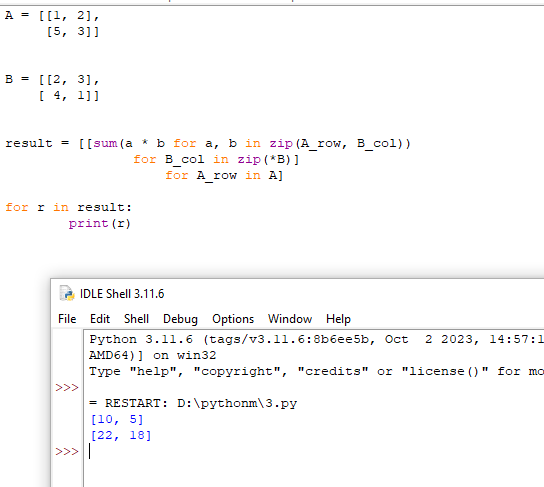 A = [[1, 2],
     [5, 3]]
B = [[2, 3],
    [ 4, 1]]
result = [[sum(a * b for a, b in zip(A_row, B_col))
                for B_col in zip(*B)]
                    for A_row in A]
for r in result:
        print(r)
IDLE Shell 3.11.6
File Edit Shell Debug Options Window Help
Python 3.11.6 (tags/v3.11.6:8b6ee5b, Oct  2 2023, 14:57:1
AMD64)] on win32
Type "help", "copyright", "credits" or "license()" for mo
>>>
= RESTART: D:\pythonm\3.py
[10, 5]
[22, 18]
>>>